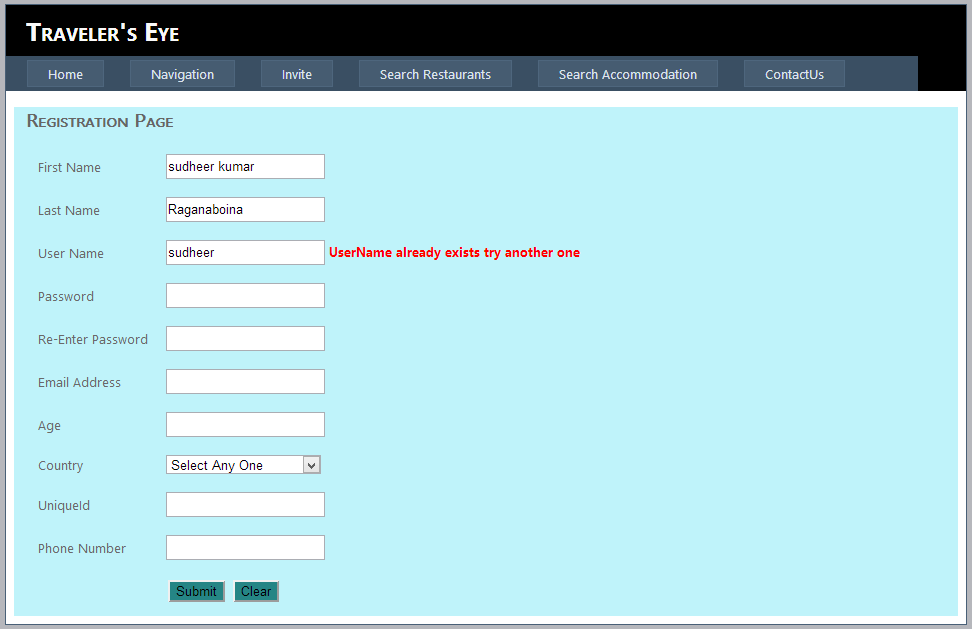 Traveler's Eye
Home Navigation Invite Search Restaurants Search Accommodation ContactUs
Registration Page
First Name sudheer kumar
Last Name Raganaboina
User Name sudheer UserName already exists try another one
Password
Re-Enter Password
Email Address
Age
Country Select Any One
UniqueId
Phone Number
Submit Clear